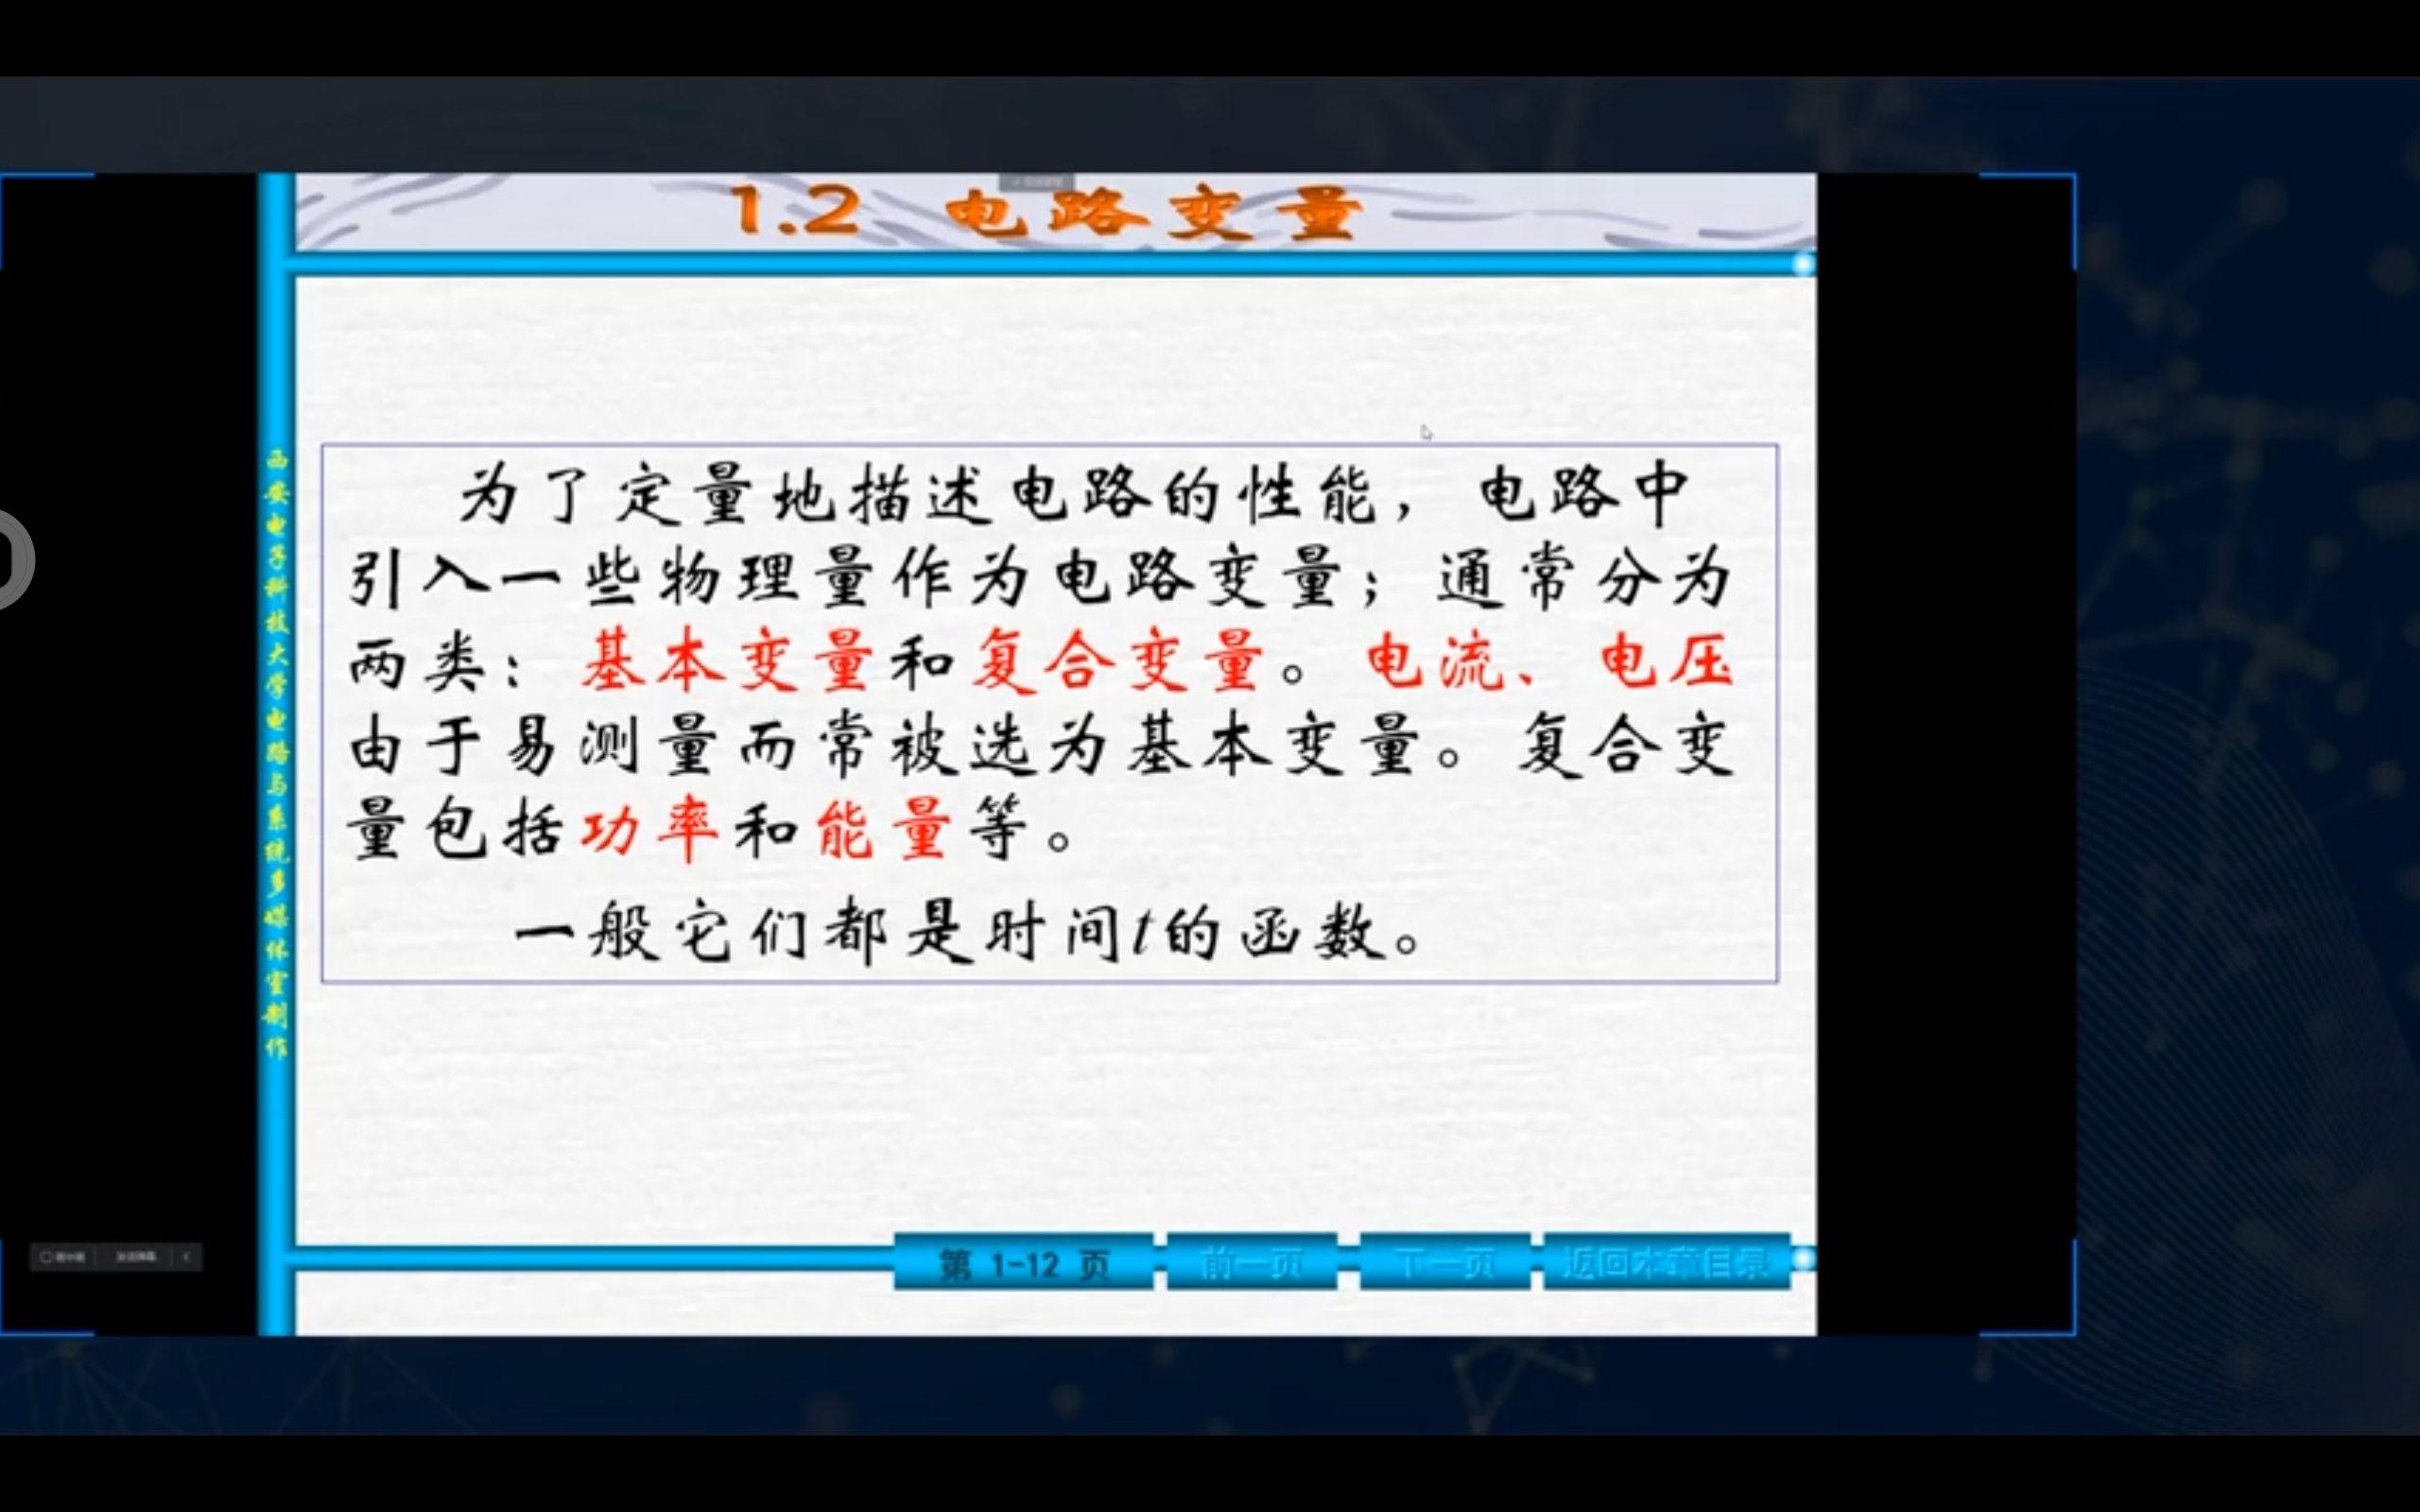 1.2 电路变量
西安电子科技大学电路与系统多媒体室制作
为了定量地描述电路的性能，电路中
引入一些物理量作为电路变量；通常分为
两类：基本变量和复合变量。电流、电压
由于易测量而常被选为基本变量。复合变
量包括功率和能量等。
一般它们都是时间t的函数。
第 1-12 页 前一页 下一页 返回本章目录